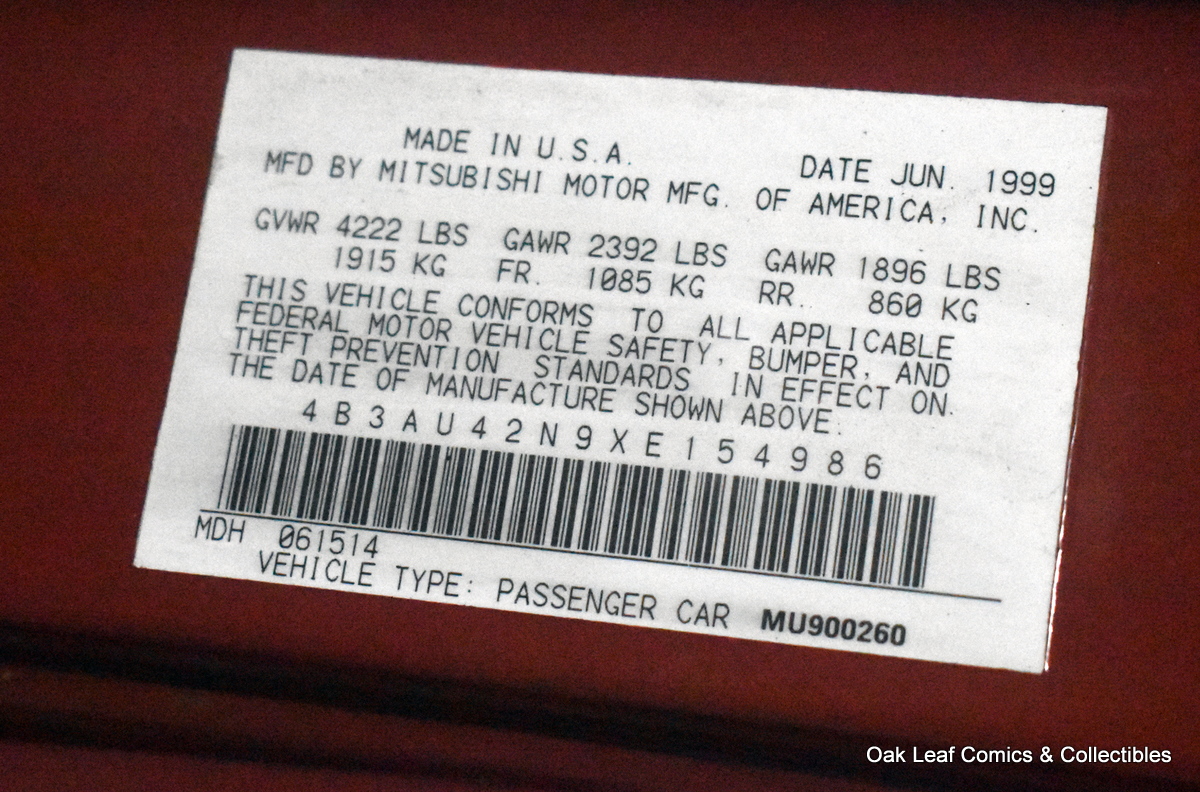 MADE IN U.S.A. DATE JUN. 1999
MFD BY MITSUBISHI MOTOR MFG. OF AMERICA, INC.
GVWR 4222 LBS GAWR 2392 LBS GAWR 1896 LBS
1915 KG FR. 1085 KG RR. 860 KG
THIS VEHICLE CONFORMS TO ALL APPLICABLE
FEDERAL MOTOR VEHICLE SAFETY, BUMPER, AND
THEFT PREVENTION STANDARDS IN EFFECT ON.
THE DATE OF MANUFACTURE SHOWN ABOVE.
4B3AU42N9XE154986
MDH 061514
VEHICLE TYPE: PASSENGER CAR MU900260
Oak Leaf Comics & Collectibles